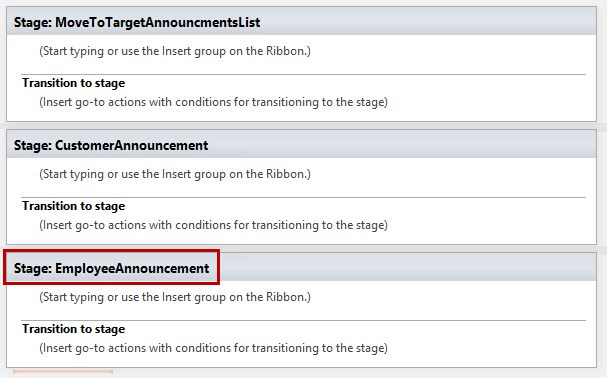 Stage: MoveToTargetAnnouncmentsList
(Start typing or use the Insert group on the Ribbon.)
Transition to stage
(Insert go-to actions with conditions for transitioning to the stage)
Stage: CustomerAnnouncement
(Start typing or use the Insert group on the Ribbon.)
Transition to stage
(Insert go-to actions with conditions for transitioning to the stage)
Stage: EmployeeAnnouncement
(Start typing or use the Insert group on the Ribbon.)
Transition to stage
(Insert go-to actions with conditions for transitioning to the stage)